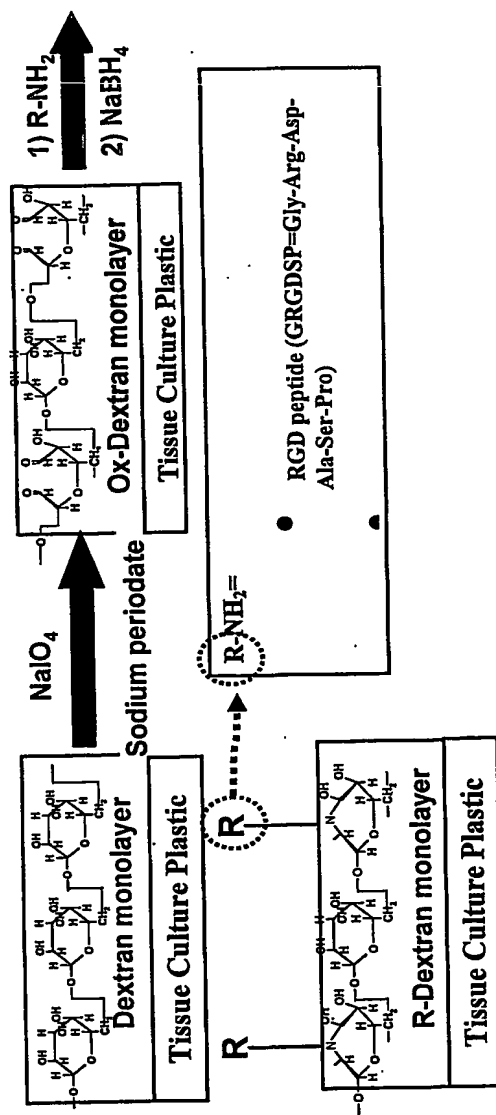 Dextran monolayer
Tissue Culture Plastic
NaIO4
Sodium periodate
Ox-Dextran monolayer
Tissue Culture Plastic
1) R-NH2
2) NaBH4
R
R
R-Dextran monolayer
Tissue Culture Plastic
R-NH2=
RGD peptide (GRGDSP=Gly-Arg-Asp-
Ala-Ser-Pro)